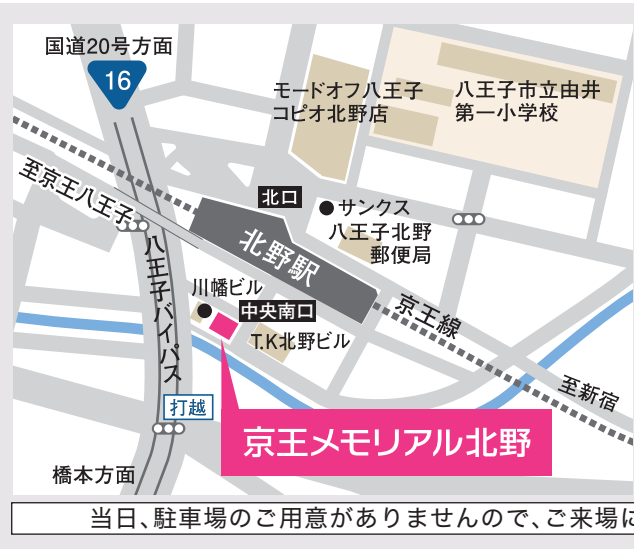 国道20号方面
16
モードオフ八王子
コピオ北野店
八王子市立由井
第一小学校
至京王八王子
北口
サンクス
八王子北野
郵便局
北野駅
八王子バイパス
川幡ビル
中央南口
T.K北野ビル
京王線
至新宿
打越
京王メモリアル北野
橋本方面
当日、駐車場のご用意がありませんので、ご来場に